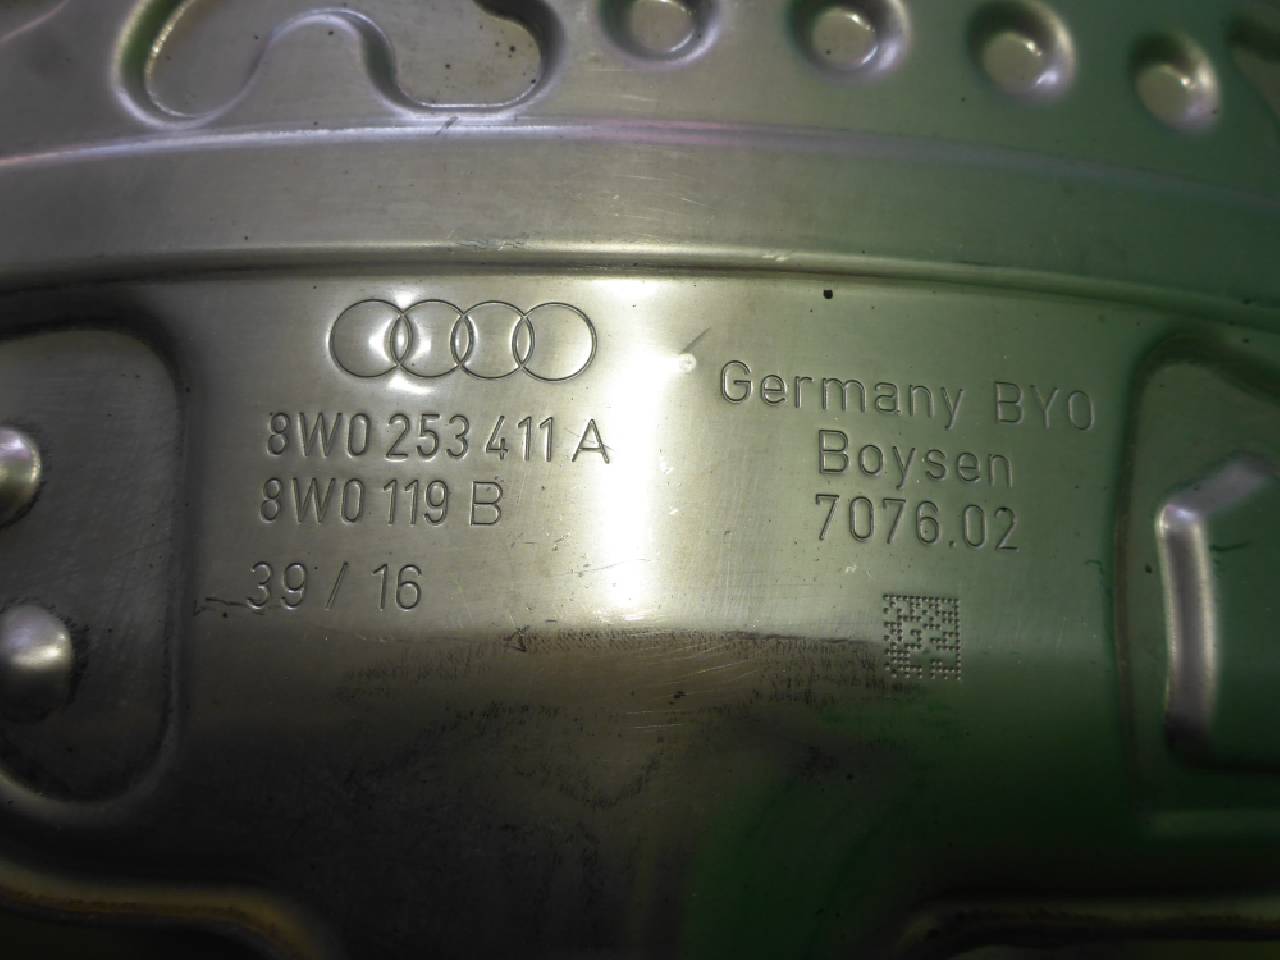 8W0 253 411 A
8W0 119 B
39 / 16
Germany BYO
Boysen
7076.02